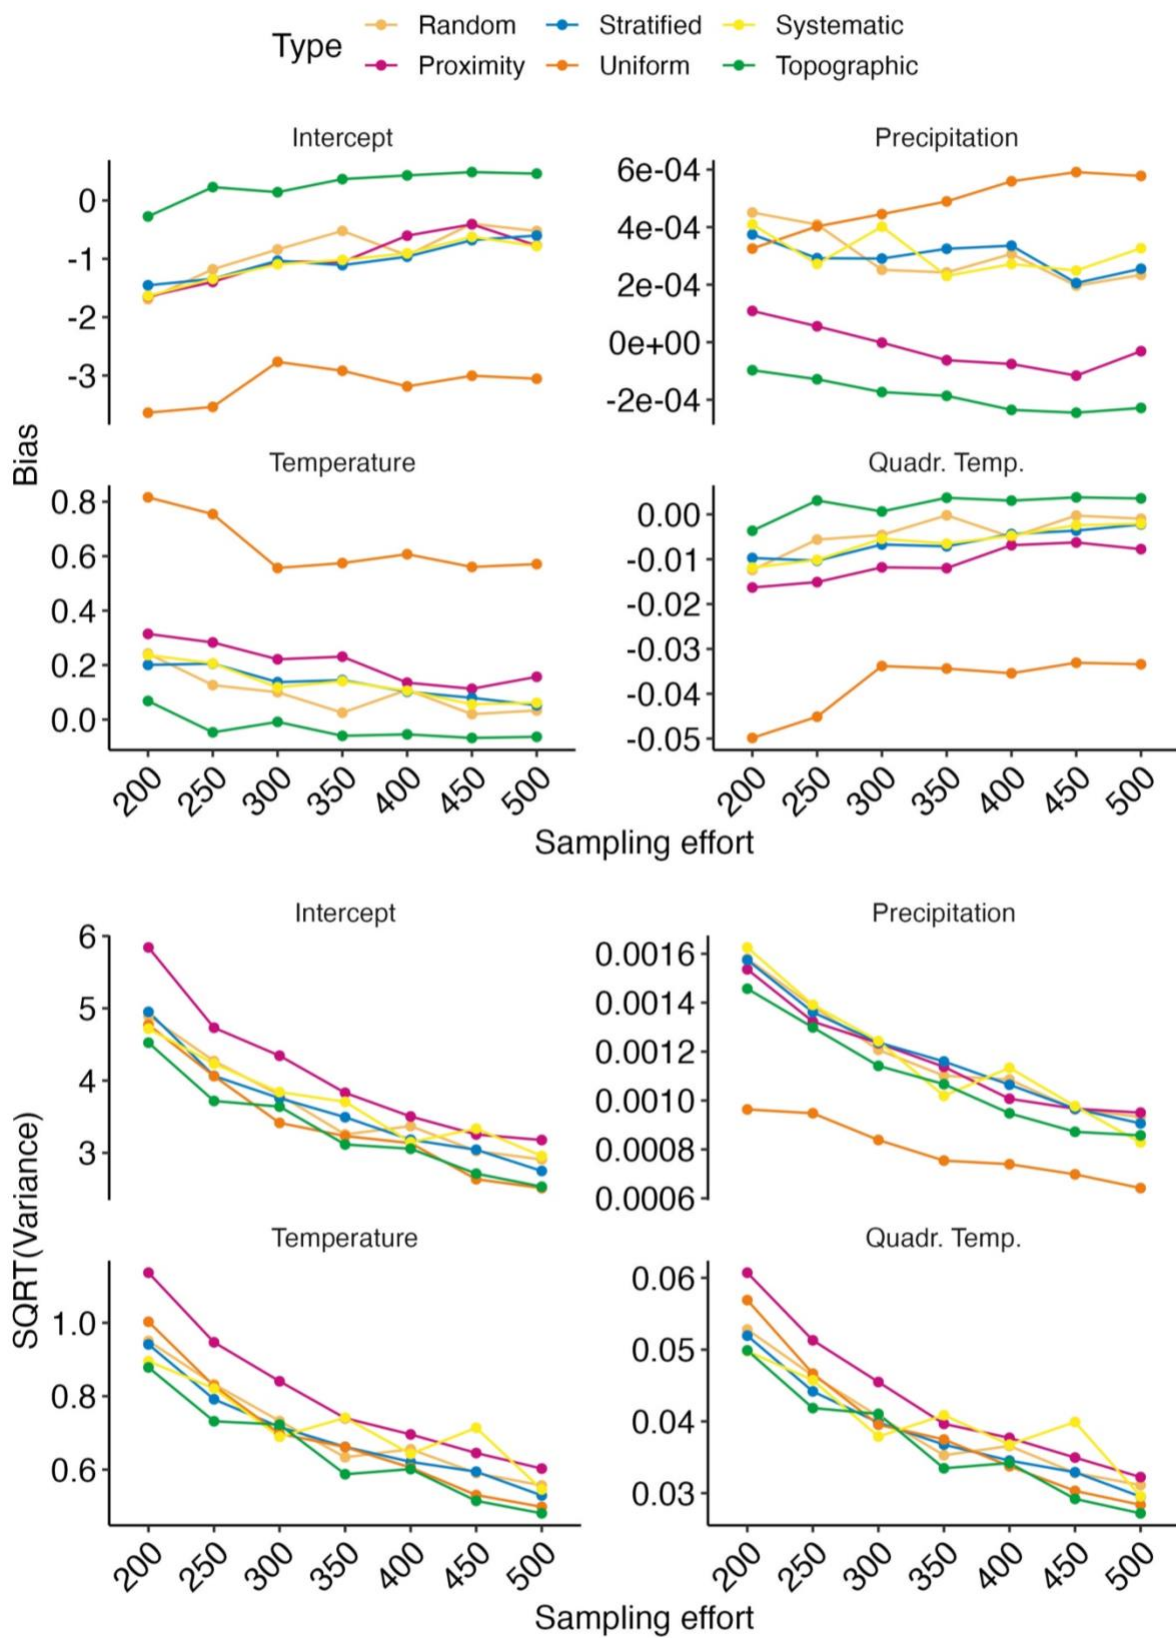 Type
Random Stratified Systematic
Proximity Uniform Topographic
Intercept Precipitation
0
-1
-2
-3
6e-04
4e-04
2e-04
0e+00
-2e-04
Bias
Temperature Quadr. Temp.
0.8
0.6
0.4
0.2
0.0
0.00
-0.01
-0.02
-0.03
-0.04
-0.05
200 250 300 350 400 450 500 200 250 300 350 400 450 500
Sampling effort
Intercept Precipitation
6
5
4
3
0.0016
0.0014
0.0012
0.0010
0.0008
0.0006
SQRT(Variance)
Temperature Quadr. Temp.
1.0
0.8
0.6
0.06
0.05
0.04
0.03
200 250 300 350 400 450 500 200 250 300 350 400 450 500
Sampling effort